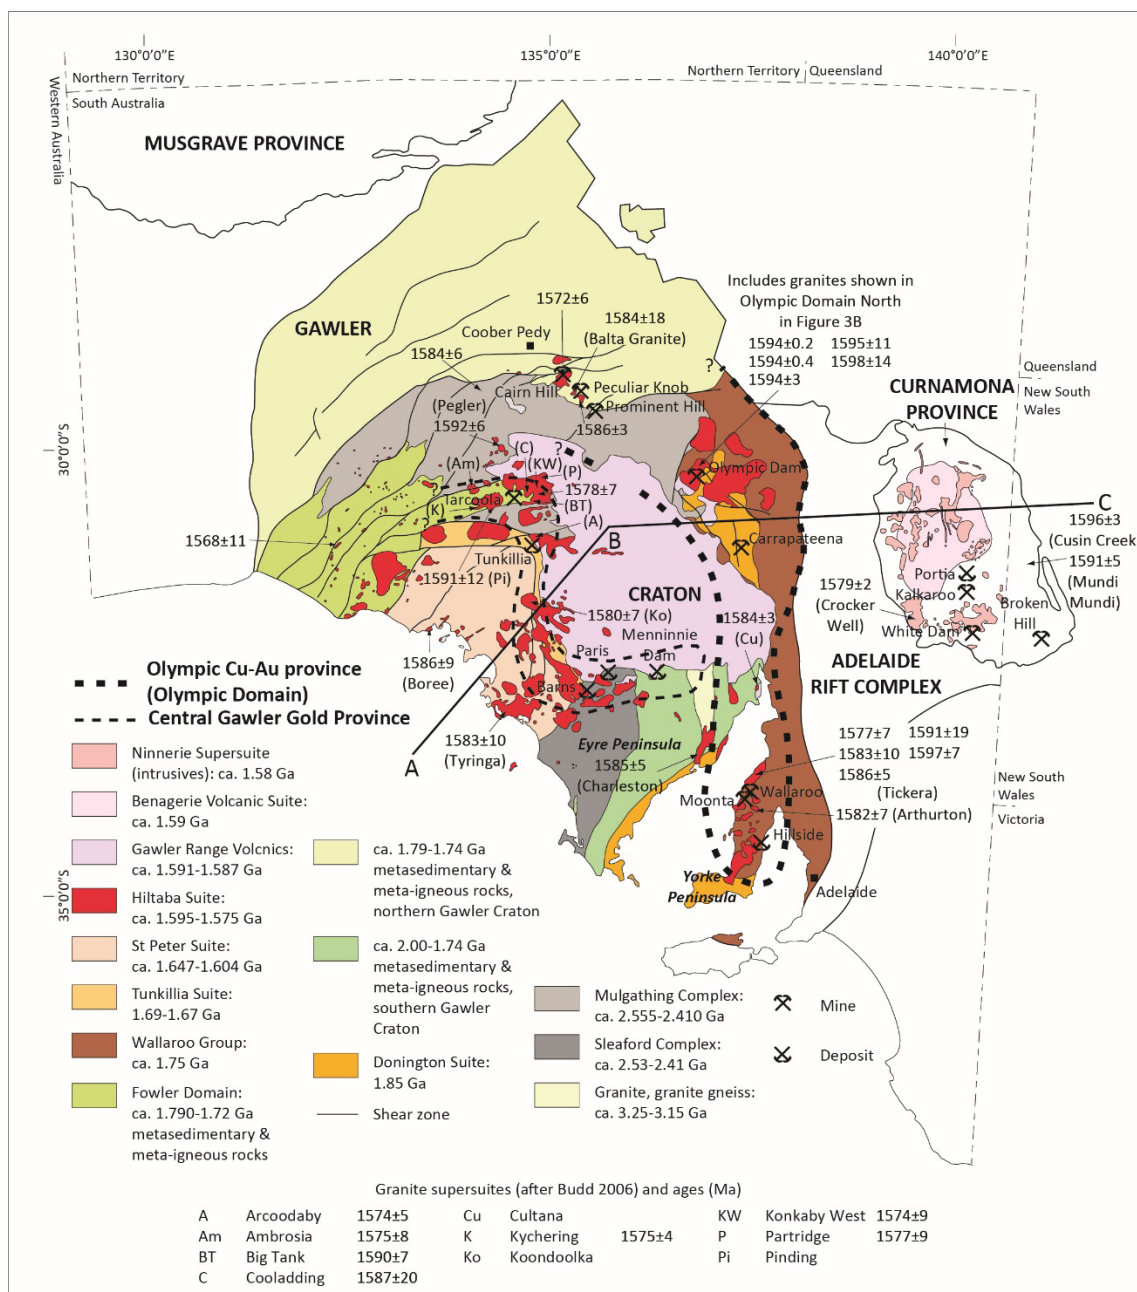 130°0'0"E
135°0'0"E
140°0'0"E
Northern Territory
South Australia
Western Australia
Northern Territory
Queensland
MUSGRAVE PROVINCE
Includes granites shown in
Olympic Domain North
in Figure 3B
1594±0.2 1595±11
1594±0.4 1598±14
1594±3
1572±6
1584±18
(Balta Granite)
GAWLER
Coober Pedy
1584±6
?
Queensland
New South
Wales
CURNAMONA
PROVINCE
Cairn Hill
Peculiar Knob
Prominent Hill
(Pegler)
1592±6
1586±3
30°0'0"S
(C)
?
(Am)
(KW)
(P)
Olympic Dam
?
Tarcoola
1578±7
(BT)
(K)
(A)
C
B
1596±3
(Cusin Creek)
1568±11
Tunkillia
Carrapateena
1591±5
(Mundi
Mundi)
1591±12 (Pi)
Portia
Kalkaroo
1579±2
(Crocker
Well)
Broken
Hill
White Dam
CRATON
1580±7 (Ko)
1584±3
(Cu)
Menninnie
Dam
Paris
1586±9
(Boree)
Barns
ADELAIDE
RIFT COMPLEX
Olympic Cu-Au province
(Olympic Domain)
Central Gawler Gold Province
A
1583±10
(Tyringa)
Eyre Peninsula
1585±5
(Charleston)
1577±7 1591±19
1583±10 1597±7
1586±5
(Tickera)
1582±7 (Arthurton)
New South
Wales
Victoria
Moonta
Wallaroo
Hillside
Yorke
Peninsula
Adelaide
35°0'0"S
Ninnerie Supersuite
(intrusives): ca. 1.58 Ga
Benagerie Volcanic Suite:
ca. 1.59 Ga
Gawler Range Volcnics:
ca. 1.591-1.587 Ga
Hiltaba Suite:
ca. 1.595-1.575 Ga
St Peter Suite:
ca. 1.647-1.604 Ga
Tunkillia Suite:
1.69-1.67 Ga
Wallaroo Group:
ca. 1.75 Ga
Fowler Domain:
ca. 1.790-1.72 Ga
metasedimentary &
meta-igneous rocks
ca. 1.79-1.74 Ga
metasedimentary &
meta-igneous rocks,
northern Gawler Craton
ca. 2.00-1.74 Ga
metasedimentary &
meta-igneous rocks,
southern Gawler
Craton
Donington Suite:
1.85 Ga
Shear zone
Mulgathing Complex:
ca. 2.555-2.410 Ga
Sleaford Complex:
ca. 2.53-2.41 Ga
Granite, granite gneiss:
ca. 3.25-3.15 Ga
Mine
Deposit
Granite supersuites (after Budd 2006) and ages (Ma)
A Arcoodaby 1574±5 Cu Cultana KW Konkaby West 1574±9
Am Ambrosia 1575±8 K Kychering 1575±4 P Partridge 1577±9
BT Big Tank 1590±7 Ko Koondoolka Pi Pinding
C Cooladding 1587±20